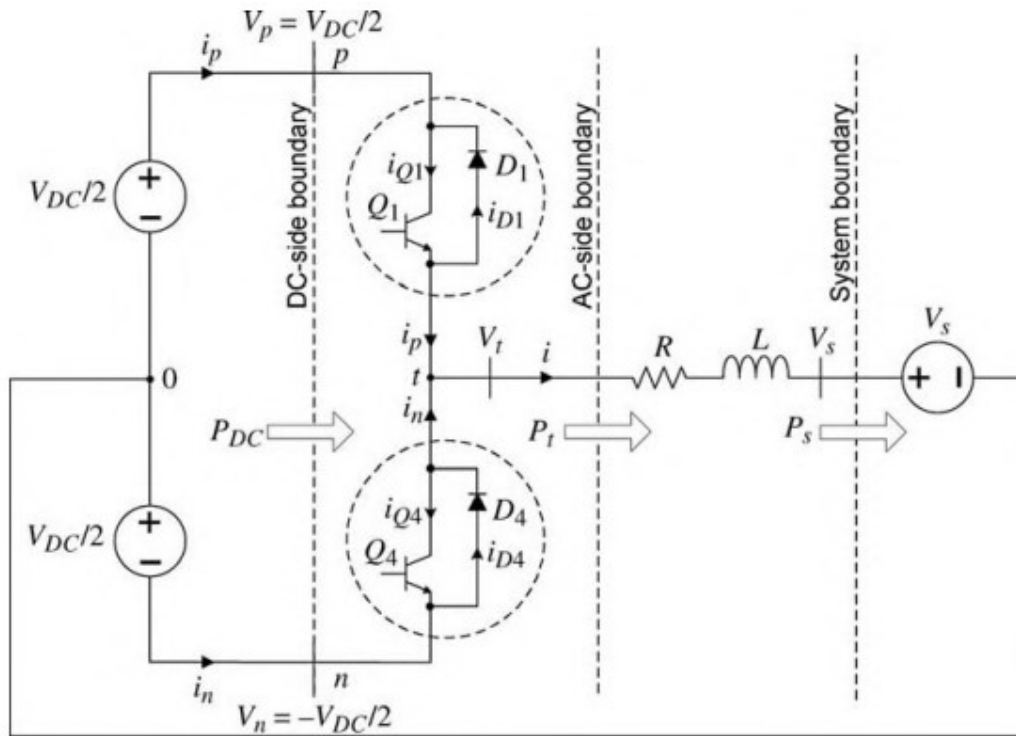 V_p = V_DC/2
i_p
p
DC-side boundary
AC-side boundary
System boundary
V_DC/2
i_Q1
D_1
Q_1
i_D1
i_p
V_t
i
R
L
V_s
V_s
0
t
i_n
P_DC
P_t
P_s
V_DC/2
i_Q4
D_4
Q_4
i_D4
i_n
n
V_n = –V_DC/2